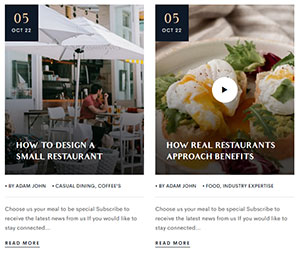 05
OCT 22
HOW TO DESIGN A
SMALL RESTAURANT
• BY ADAM JOHN • CASUAL DINING, COFFEE'S
Choose us your meal to be special Subscribe to
receive the latest news from us If you would like to
stay connected...
READ MORE
05
OCT 22
HOW REAL RESTAURANTS
APPROACH BENEFITS
• BY ADAM JOHN • FOOD, INDUSTRY EXPERTISE
Choose us your meal to be special Subscribe to
receive the latest news from us If you would like to
stay connected...
READ MORE